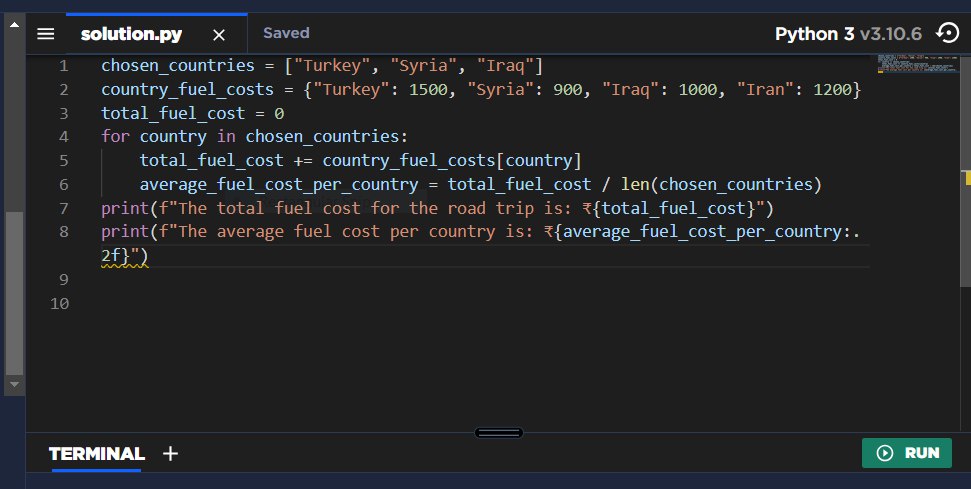 solution.py × Saved Python 3 v3.10.6
1 chosen_countries = ["Turkey", "Syria", "Iraq"]
2 country_fuel_costs = {"Turkey": 1500, "Syria": 900, "Iraq": 1000, "Iran": 1200}
3 total_fuel_cost = 0
4 for country in chosen_countries:
5     total_fuel_cost += country_fuel_costs[country]
6     average_fuel_cost_per_country = total_fuel_cost / len(chosen_countries)
7 print(f"The total fuel cost for the road trip is: ₹{total_fuel_cost}")
8 print(f"The average fuel cost per country is: ₹{average_fuel_cost_per_country:.
2f}")
9
10
TERMINAL + RUN